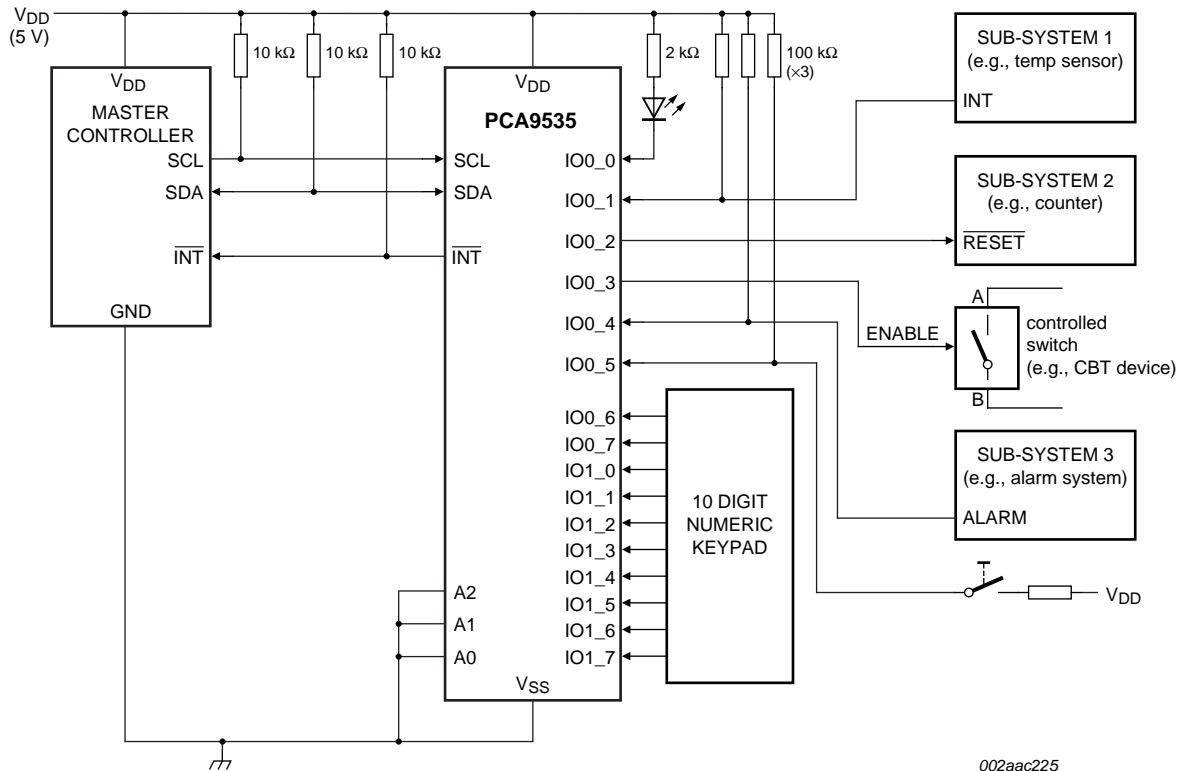 VDD
(5 V)
10 kΩ
10 kΩ
10 kΩ
2 kΩ
100 kΩ
(×3)
VDD
MASTER
CONTROLLER
SCL
SDA
INT
GND
VDD
PCA9535
SCL
SDA
INT
A2
A1
A0
VSS
IO0_0
IO0_1
IO0_2
IO0_3
IO0_4
IO0_5
IO0_6
IO0_7
IO1_0
IO1_1
IO1_2
IO1_3
IO1_4
IO1_5
IO1_6
IO1_7
10 DIGIT
NUMERIC
KEYPAD
SUB-SYSTEM 1
(e.g., temp sensor)
INT
SUB-SYSTEM 2
(e.g., counter)
RESET
A
ENABLE
B
controlled
switch
(e.g., CBT device)
SUB-SYSTEM 3
(e.g., alarm system)
ALARM
VDD
002aac225